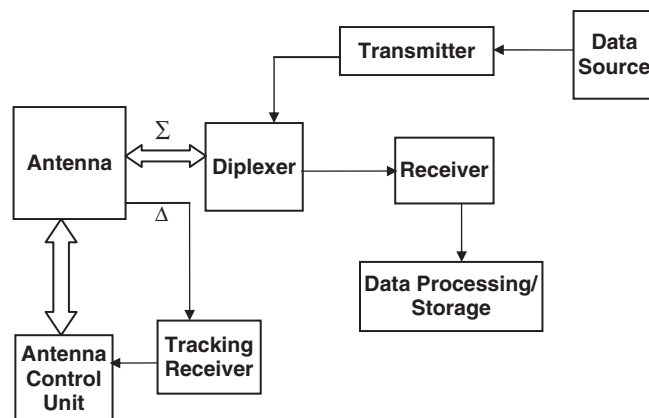 Transmitter
Data
Source
Σ
Antenna
Diplexer
Receiver
Δ
Data Processing/
Storage
Antenna
Control
Unit
Tracking
Receiver